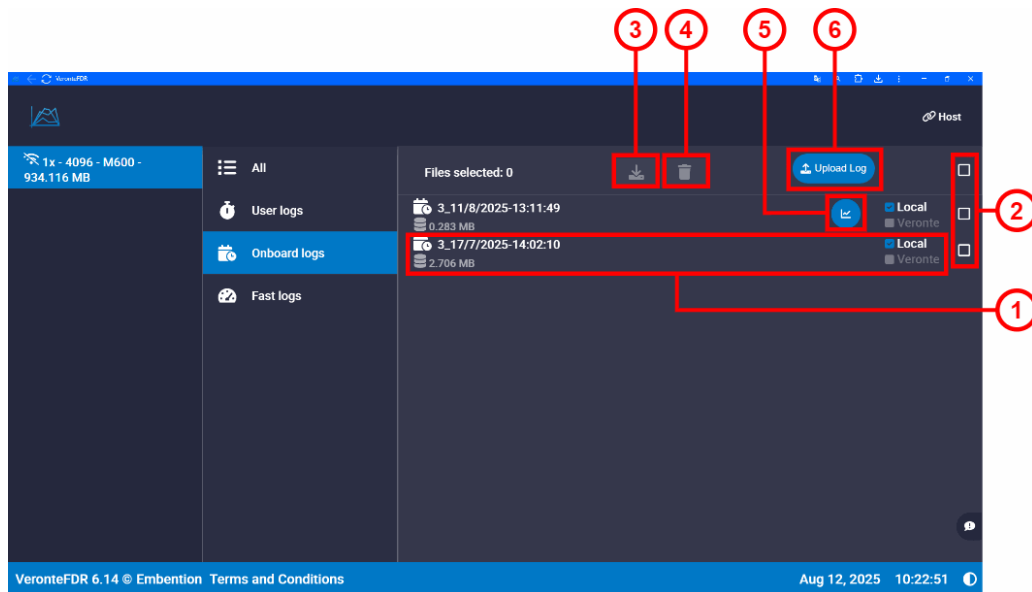 3 4 5 6
VeronteFDR
Host
1x - 4096 - M600 -
934.116 MB
All
User logs
Onboard logs
Fast logs
Files selected: 0
Upload Log
3_11/8/2025-13:11:49
0.283 MB
Local
Veronte
2
3_17/7/2025-14:02:10
2.706 MB
Local
Veronte
1
VeronteFDR 6.14 © Embention Terms and Conditions
Aug 12, 2025 10:22:51